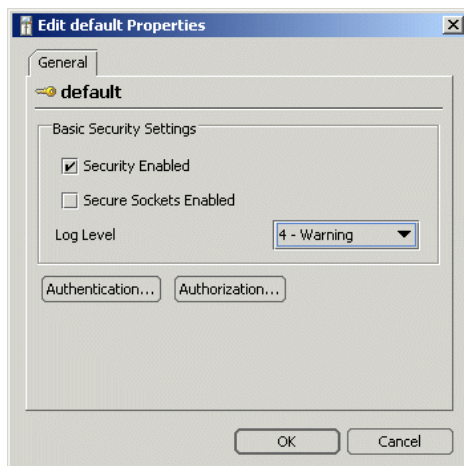 Edit default Properties
General
default
Basic Security Settings
Security Enabled
Secure Sockets Enabled
Log Level 4 - Warning
Authentication... Authorization...
OK Cancel